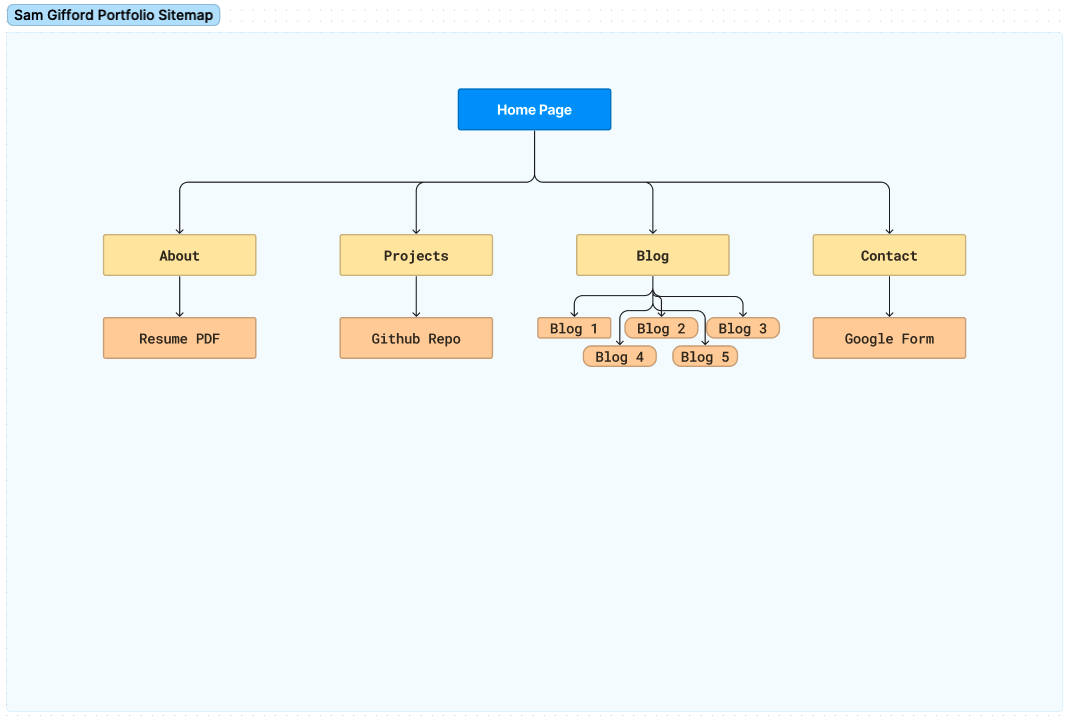 Sam Gifford Portfolio Sitemap
Home Page
About
Projects
Blog
Contact
Resume PDF
Github Repo
Blog 1
Blog 2
Blog 3
Blog 4
Blog 5
Google Form